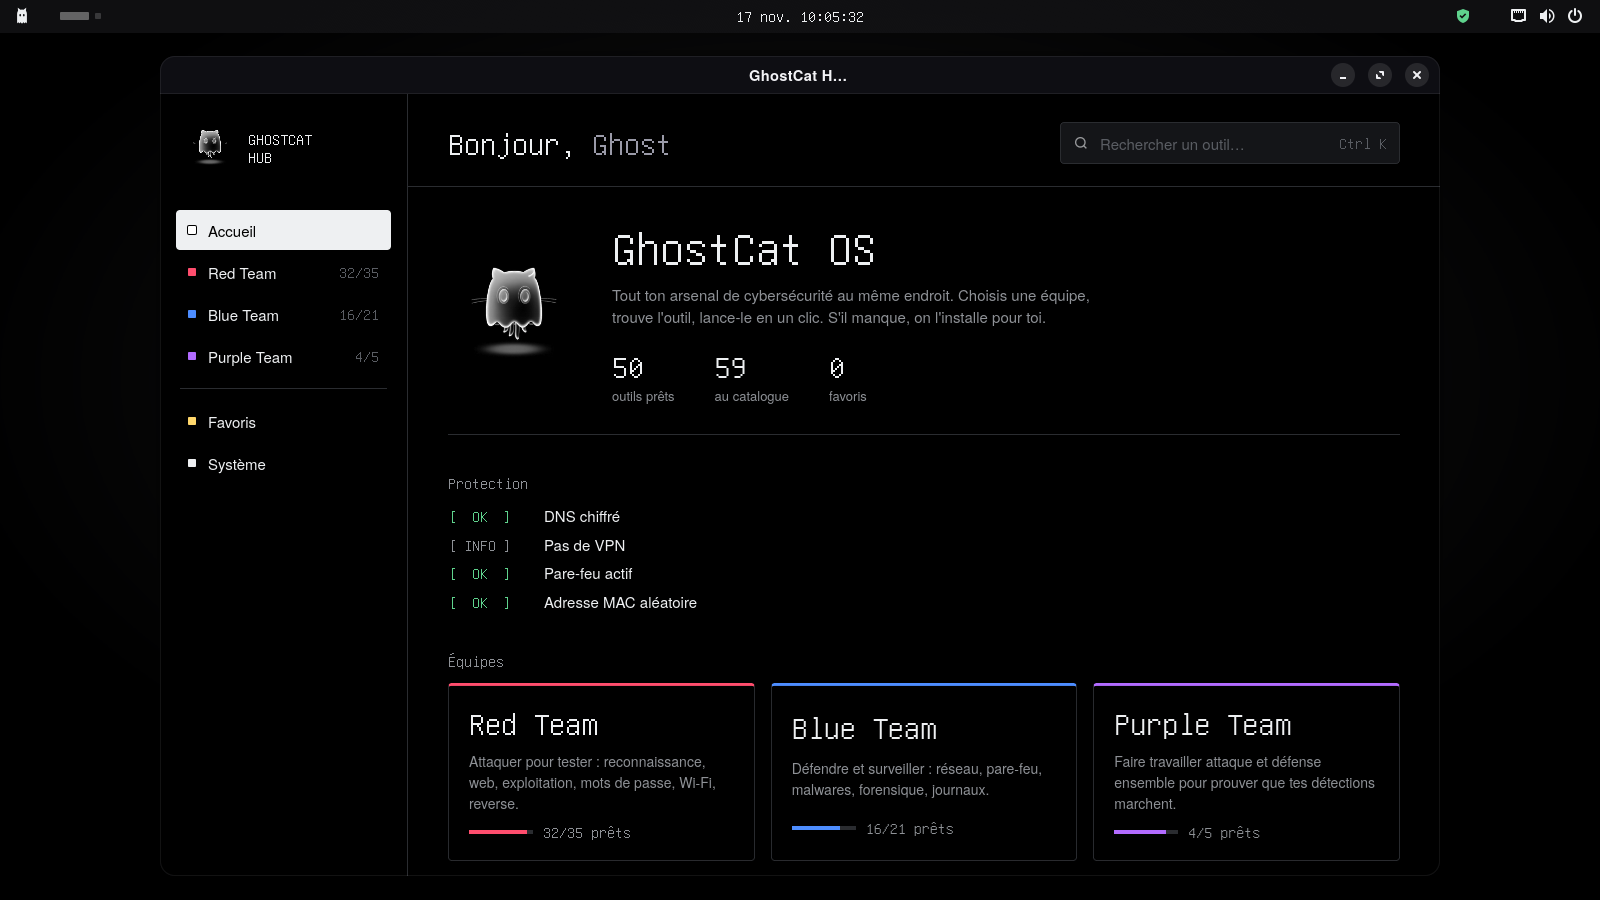 17 nov. 10:05:32
GhostCat H...
GHOSTCAT
HUB
Bonjour, Ghost
Rechercher un outil…
Ctrl K
Accueil
Red Team 32/35
Blue Team 16/21
Purple Team 4/5
Favoris
Système
GhostCat OS
Tout ton arsenal de cybersécurité au même endroit. Choisis une équipe,
trouve l'outil, lance-le en un clic. S'il manque, on l'installe pour toi.
50 59 0
outils prêts au catalogue favoris
Protection
[ OK ] DNS chiffré
[ INFO ] Pas de VPN
[ OK ] Pare-feu actif
[ OK ] Adresse MAC aléatoire
Équipes
Red Team
Attaquer pour tester : reconnaissance,
web, exploitation, mots de passe, Wi-Fi,
reverse.
32/35 prêts
Blue Team
Défendre et surveiller : réseau, pare-feu,
malwares, forensique, journaux.
16/21 prêts
Purple Team
Faire travailler attaque et défense
ensemble pour prouver que tes détections
marchent.
4/5 prêts